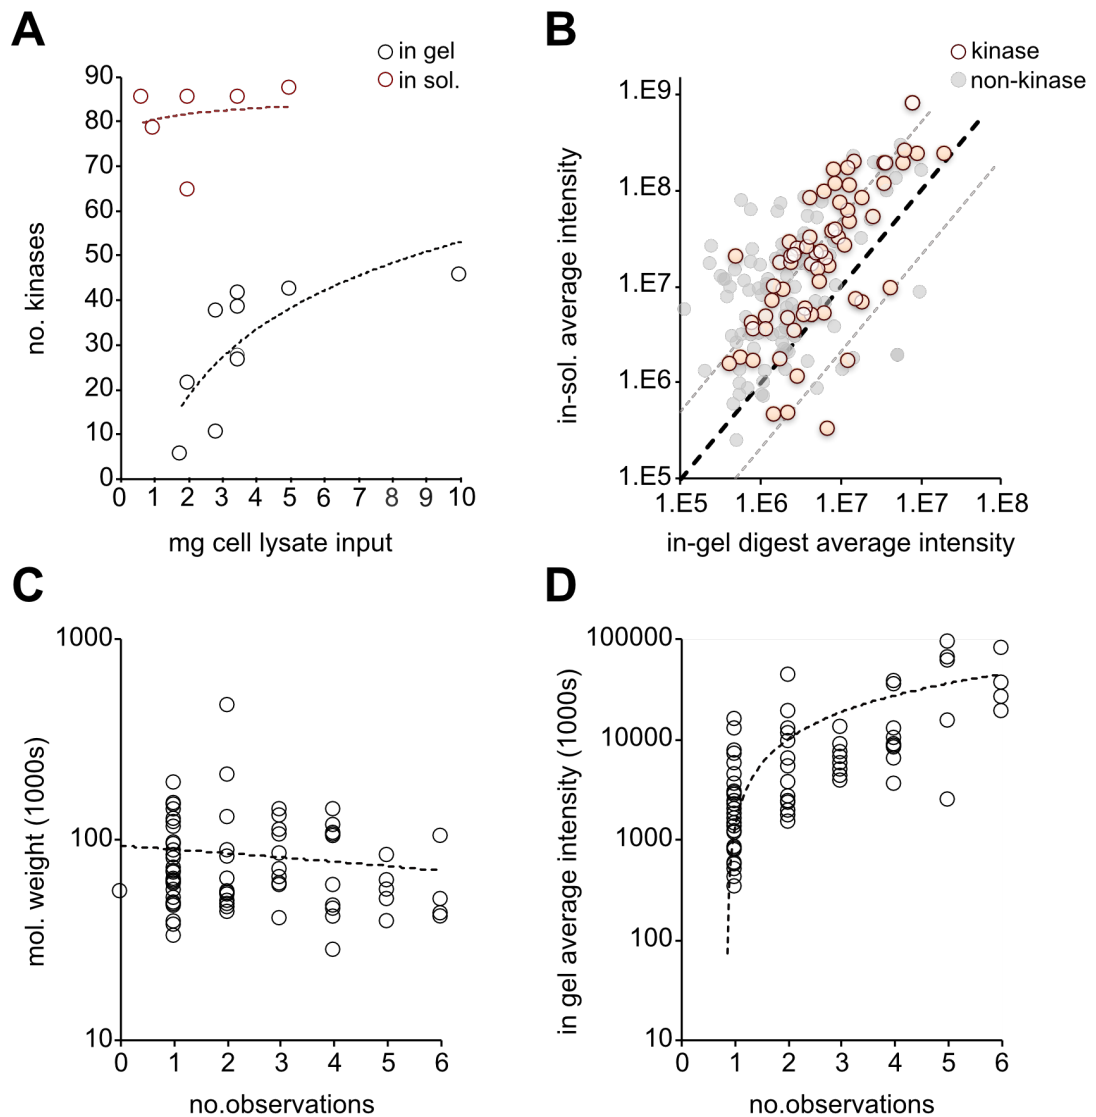 A
in gel
in sol.
90
80
70
60
50
40
30
20
10
0
0 1 2 3 4 5 6 7 8 9 10
no. kinases
mg cell lysate input
B
kinase
non-kinase
1.E9
1.E8
1.E7
1.E6
1.E5
1.E5 1.E6 1.E7 1.E7 1.E8
in-sol. average intensity
in-gel digest average intensity
C
1000
100
10
0 1 2 3 4 5 6
mol. weight (1000s)
no.observations
D
100000
10000
1000
100
10
0 1 2 3 4 5 6
in gel average intensity (1000s)
no.observations